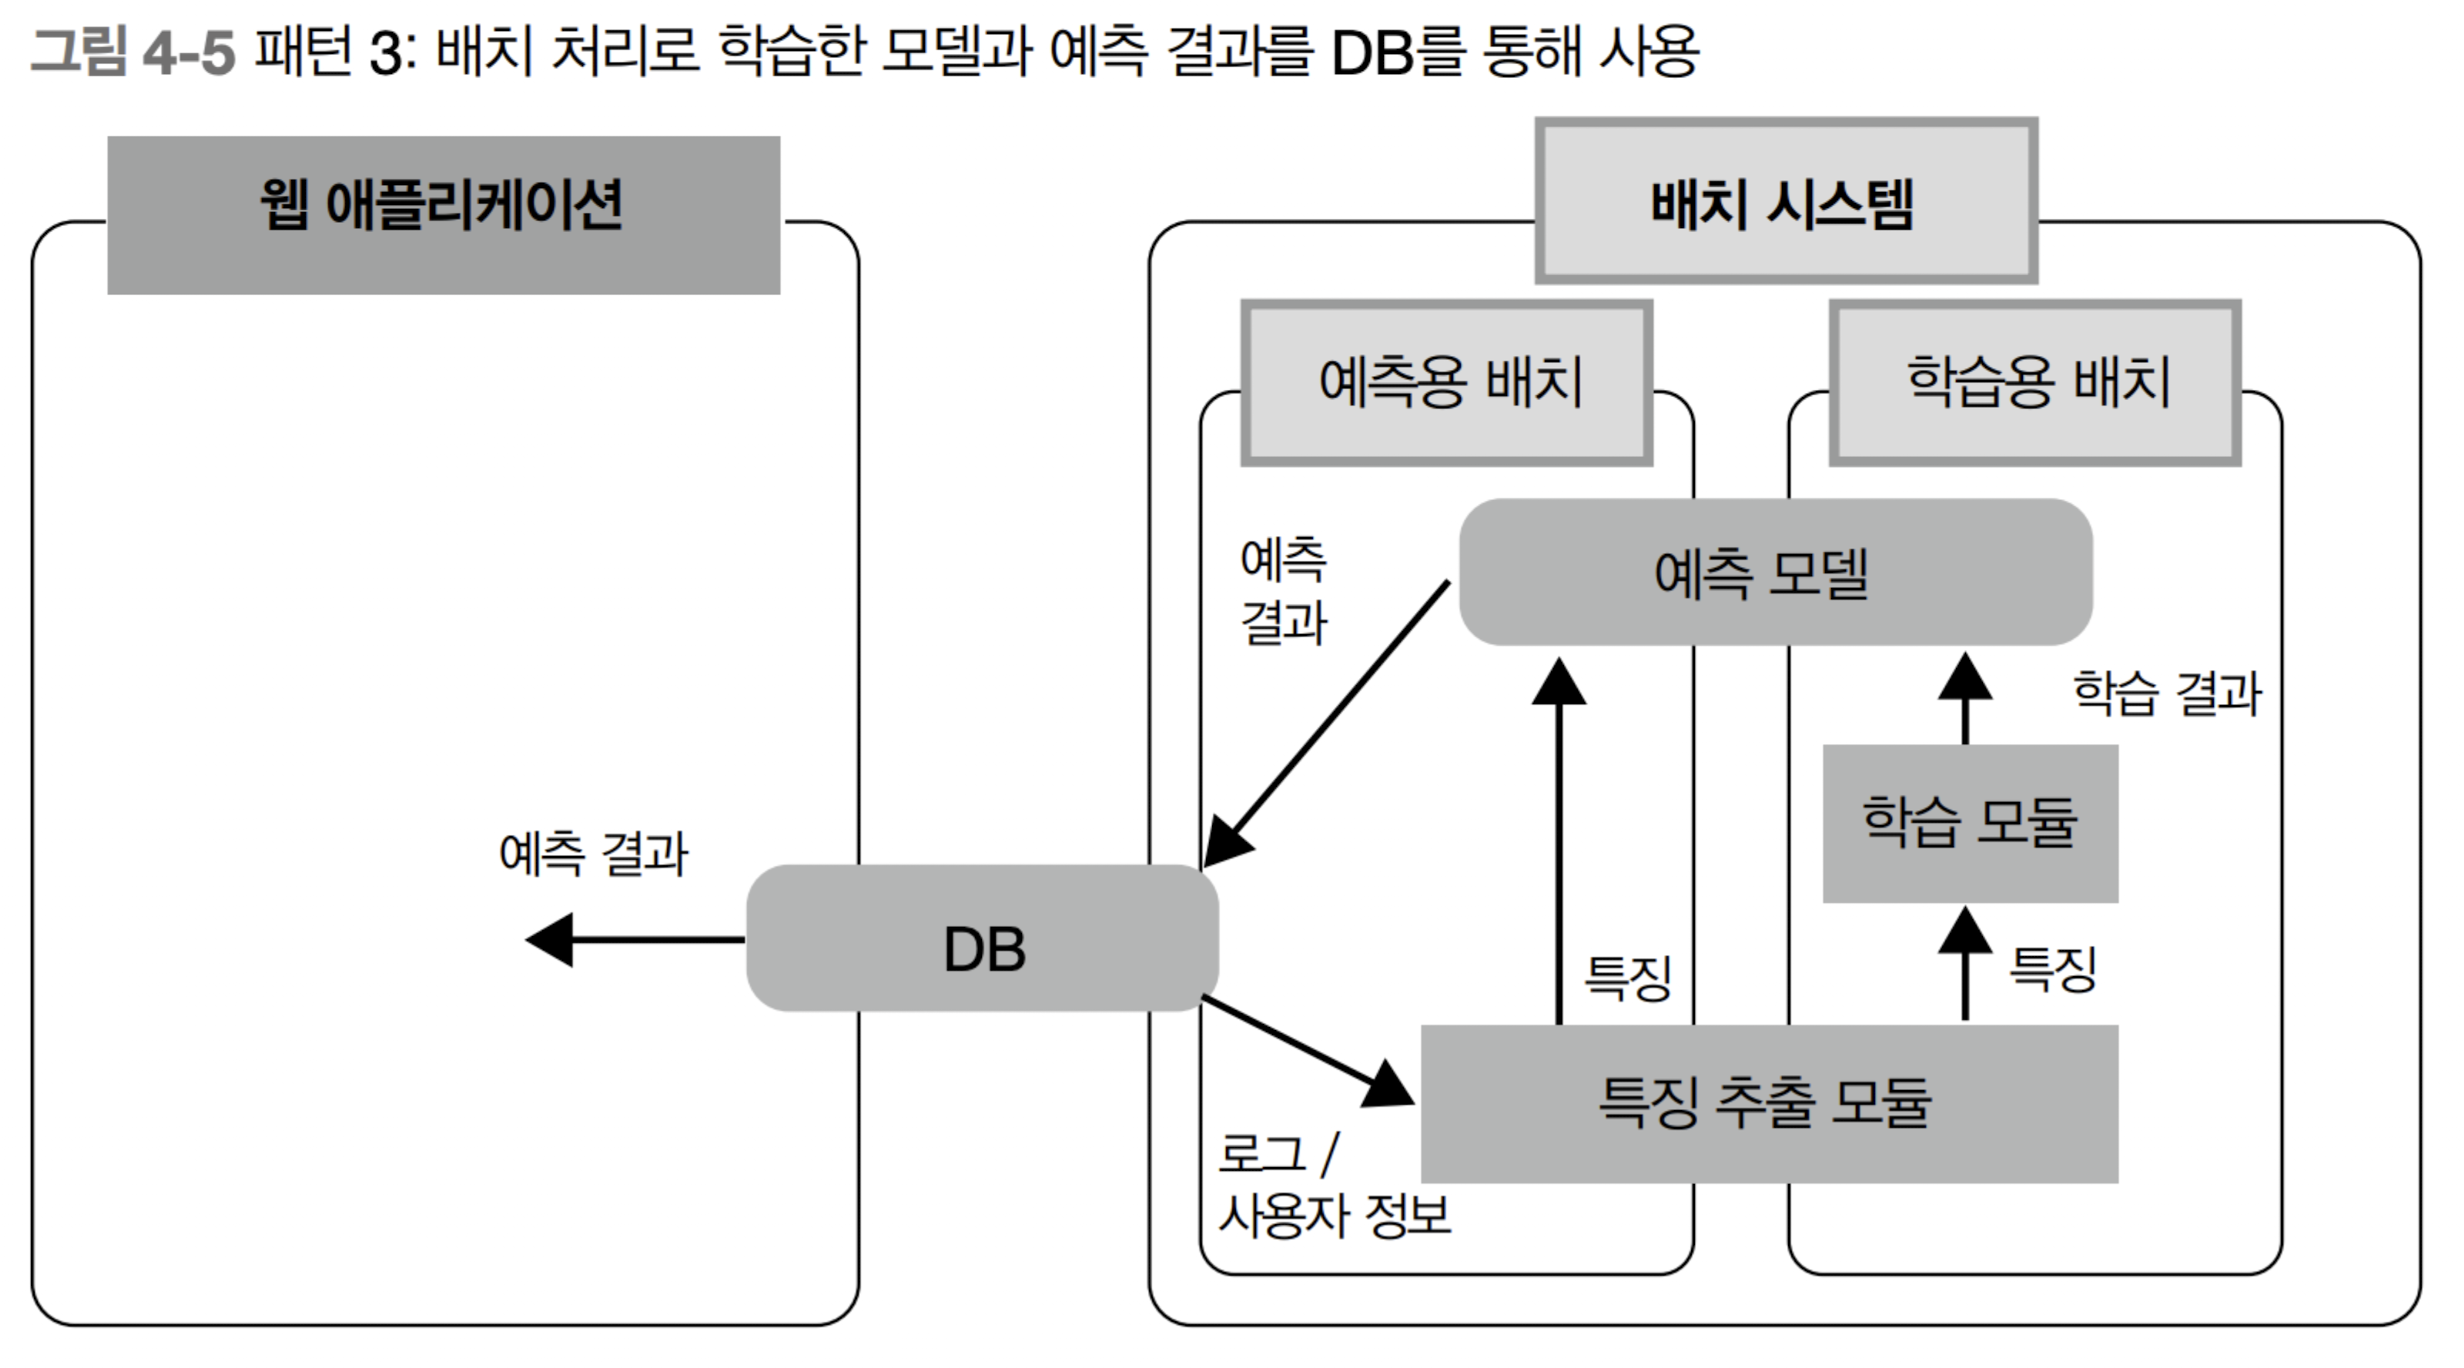 그림 4-5 패턴 3: 배치 처리로 학습한 모델과 예측 결과를 DB를 통해 사용
웹 애플리케이션
배치 시스템
예측용 배치
학습용 배치
예측
결과
예측 모델
학습 결과
학습 모듈
예측 결과
DB
특징
특징
특징 추출 모듈
로그 /
사용자 정보